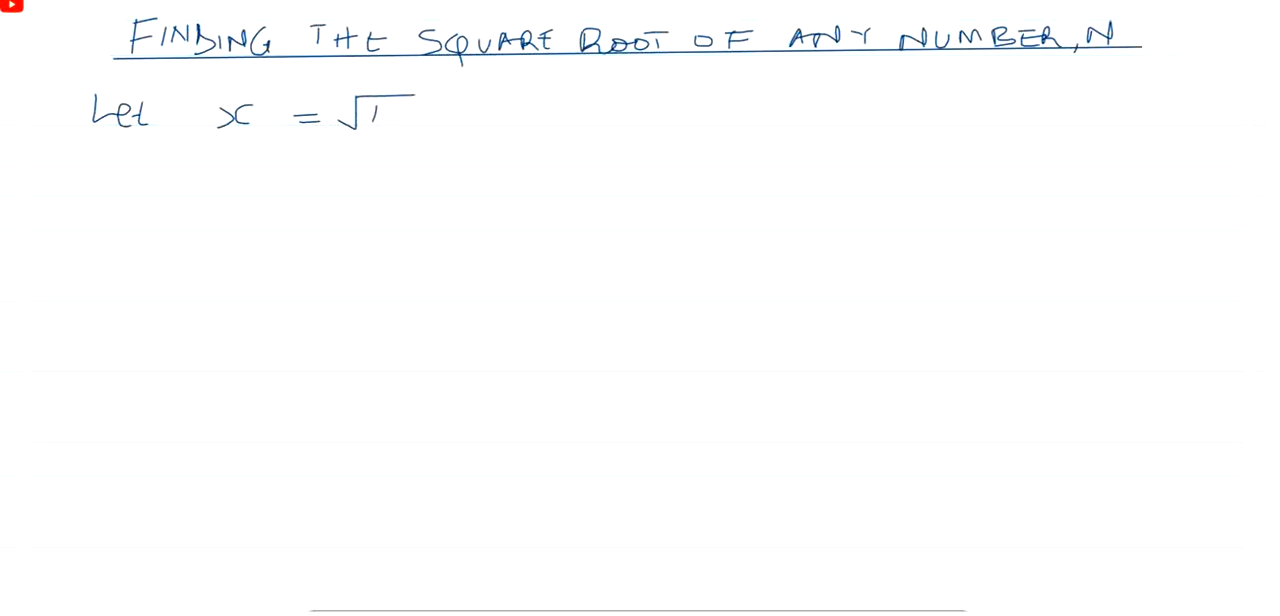 FINDING THE SQUARE ROOT OF ANY NUMBER, N
Let x = √